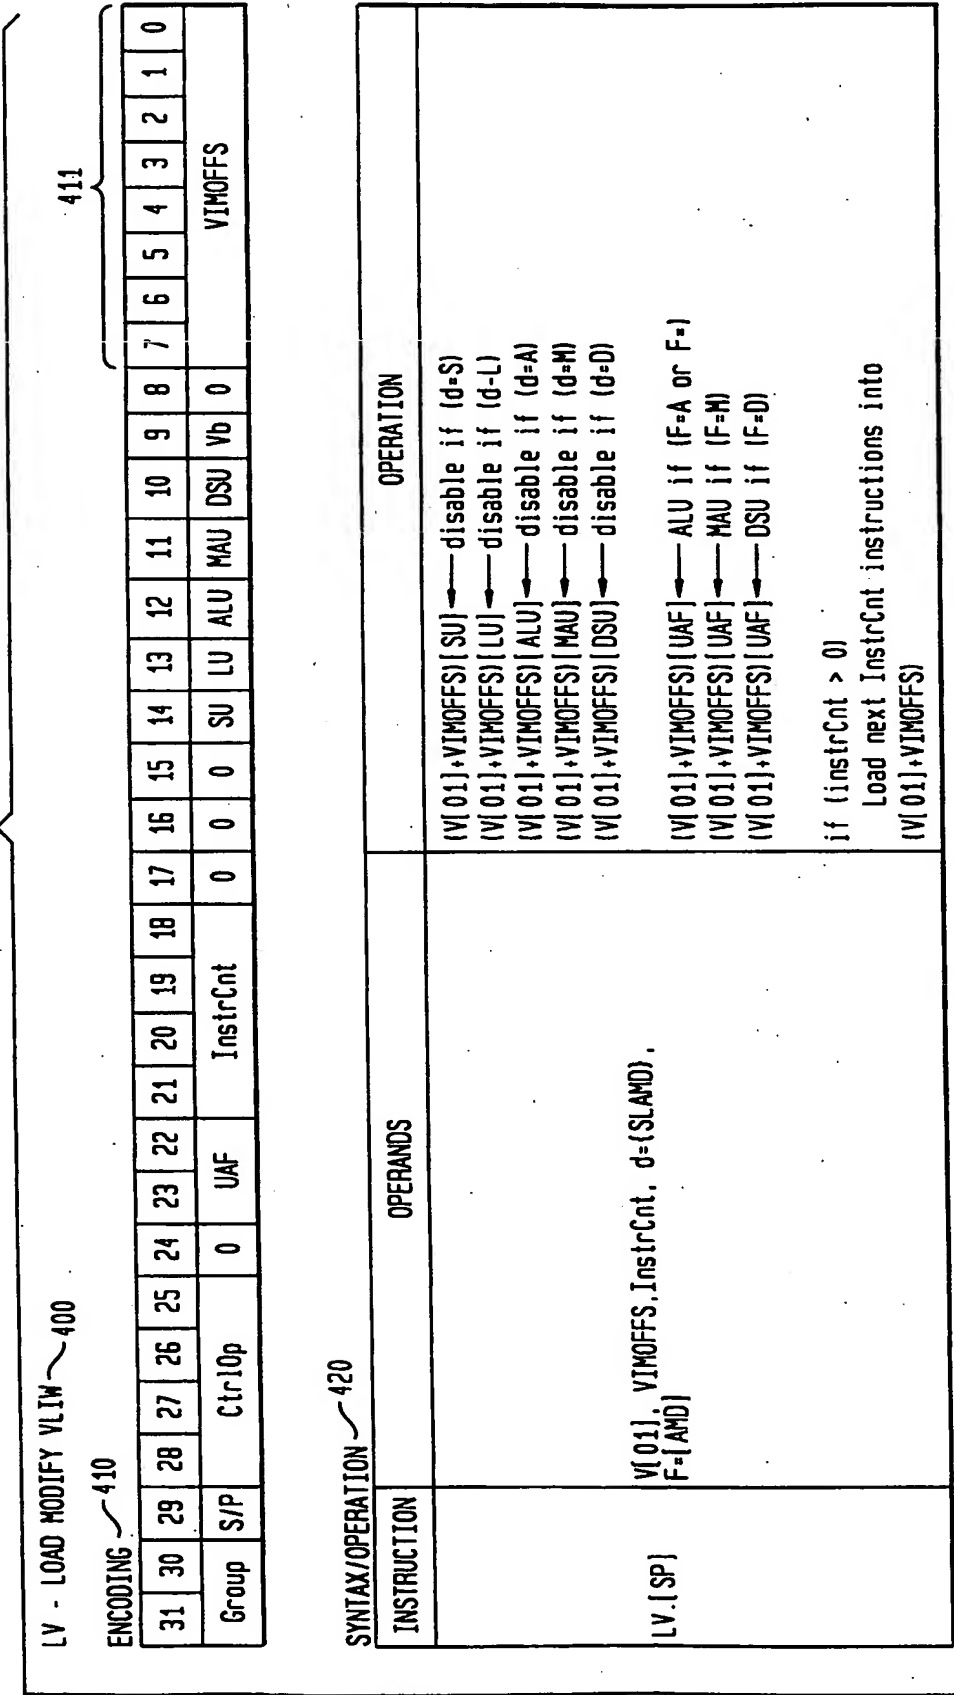 LV - LOAD MODIFY VLIW 400
ENCODING 410
411
31 30 29 28 27 26 25 24 23 22 21 20 19 18 17 16 15 14 13 12 11 10 9 8 7 6 5 4 3 2 1 0
Group S/P CtrlOp 0 UAF InstrCnt 0 0 0 SU LU ALU MAU DSU Vb 0 VIMOFFS
SYNTAX/OPERATION 420
INSTRUCTION OPERANDS OPERATION
LV.[SP]
V[01], VIMOFFS,InstrCnt, d={SLAMD},
F=[AMD]
(V[01]+VIMOFFS)[SU] ← disable if (d=S)
(V[01]+VIMOFFS)[LU] ← disable if (d-L)
(V[01]+VIMOFFS)[ALU] ← disable if (d=A)
(V[01]+VIMOFFS)[MAU] ← disable if (d=M)
(V[01]+VIMOFFS)[DSU] ← disable if (d=D)
(V[01]+VIMOFFS)[UAF] ← ALU if (F=A or F=)
(V[01]+VIMOFFS)[UAF] ← MAU if (F=M)
(V[01]+VIMOFFS)[UAF] ← DSU if (F=D)
if (instrCnt > 0)
Load next InstrCnt instructions into
(V[01]+VIMOFFS)